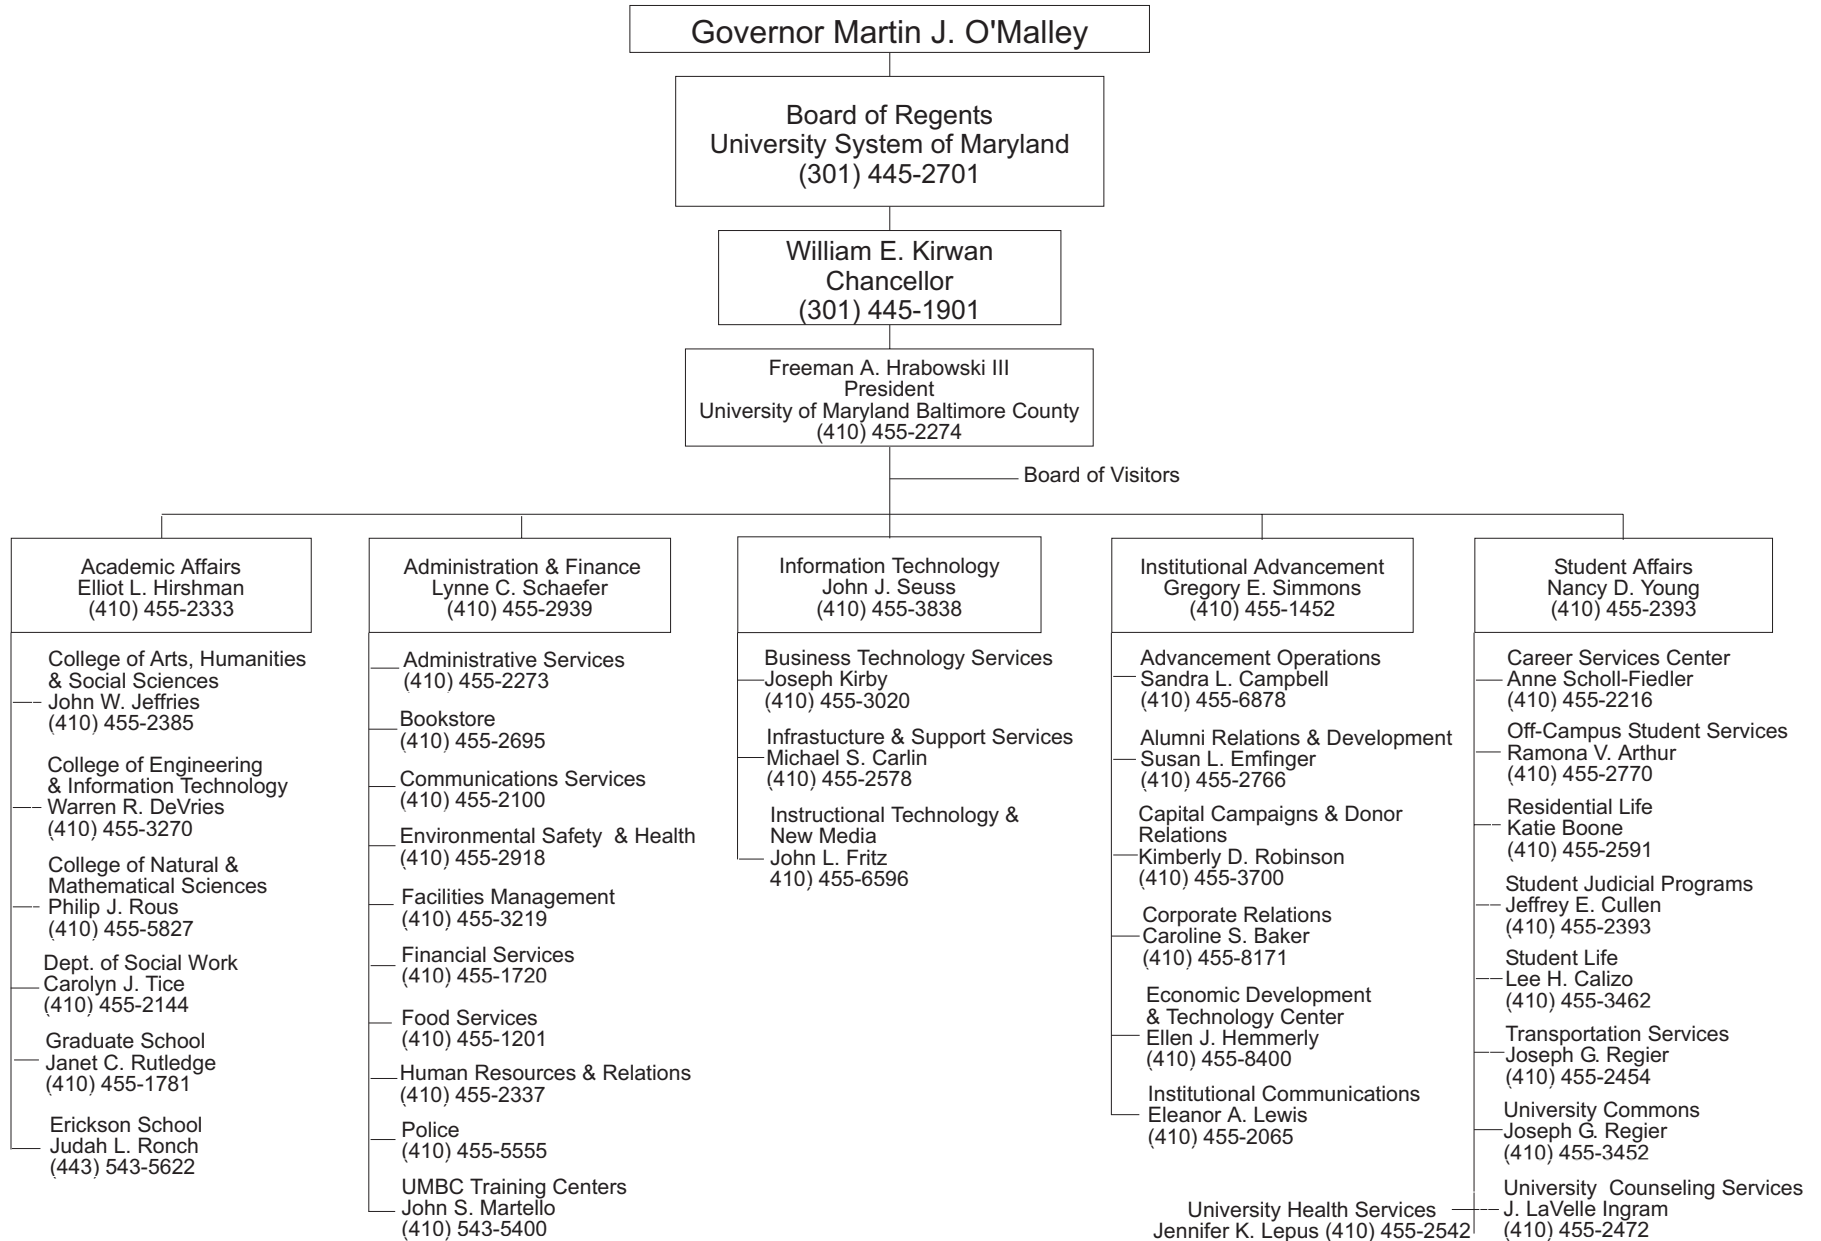 Governor Martin J. O'Malley
Board of Regents
University System of Maryland
(301) 445-2701
William E. Kirwan
Chancellor
(301) 445-1901
Freeman A. Hrabowski III
President
University of Maryland Baltimore County
(410) 455-2274
Board of Visitors
Academic Affairs
Elliot L. Hirshman
(410) 455-2333
College of Arts, Humanities
& Social Sciences
John W. Jeffries
(410) 455-2385
College of Engineering
& Information Technology
Warren R. DeVries
(410) 455-3270
College of Natural &
Mathematical Sciences
Philip J. Rous
(410) 455-5827
Dept. of Social Work
Carolyn J. Tice
(410) 455-2144
Graduate School
Janet C. Rutledge
(410) 455-1781
Erickson School
Judah L. Ronch
(443) 543-5622
Administration & Finance
Lynne C. Schaefer
(410) 455-2939
Administrative Services
(410) 455-2273
Bookstore
(410) 455-2695
Communications Services
(410) 455-2100
Environmental Safety & Health
(410) 455-2918
Facilities Management
(410) 455-3219
Financial Services
(410) 455-1720
Food Services
(410) 455-1201
Human Resources & Relations
(410) 455-2337
Police
(410) 455-5555
UMBC Training Centers
John S. Martello
(410) 543-5400
Information Technology
John J. Seuss
(410) 455-3838
Business Technology Services
Joseph Kirby
(410) 455-3020
Infrastucture & Support Services
Michael S. Carlin
(410) 455-2578
Instructional Technology &
New Media
John L. Fritz
410) 455-6596
Institutional Advancement
Gregory E. Simmons
(410) 455-1452
Advancement Operations
Sandra L. Campbell
(410) 455-6878
Alumni Relations & Development
Susan L. Emfinger
(410) 455-2766
Capital Campaigns & Donor
Relations
Kimberly D. Robinson
(410) 455-3700
Corporate Relations
Caroline S. Baker
(410) 455-8171
Economic Development
& Technology Center
Ellen J. Hemmerly
(410) 455-8400
Institutional Communications
Eleanor A. Lewis
(410) 455-2065
Student Affairs
Nancy D. Young
(410) 455-2393
Career Services Center
Anne Scholl-Fiedler
(410) 455-2216
Off-Campus Student Services
Ramona V. Arthur
(410) 455-2770
Residential Life
Katie Boone
(410) 455-2591
Student Judicial Programs
Jeffrey E. Cullen
(410) 455-2393
Student Life
Lee H. Calizo
(410) 455-3462
Transportation Services
Joseph G. Regier
(410) 455-2454
University Commons
Joseph G. Regier
(410) 455-3452
University Counseling Services
J. LaVelle Ingram
(410) 455-2472
University Health Services
Jennifer K. Lepus (410) 455-2542